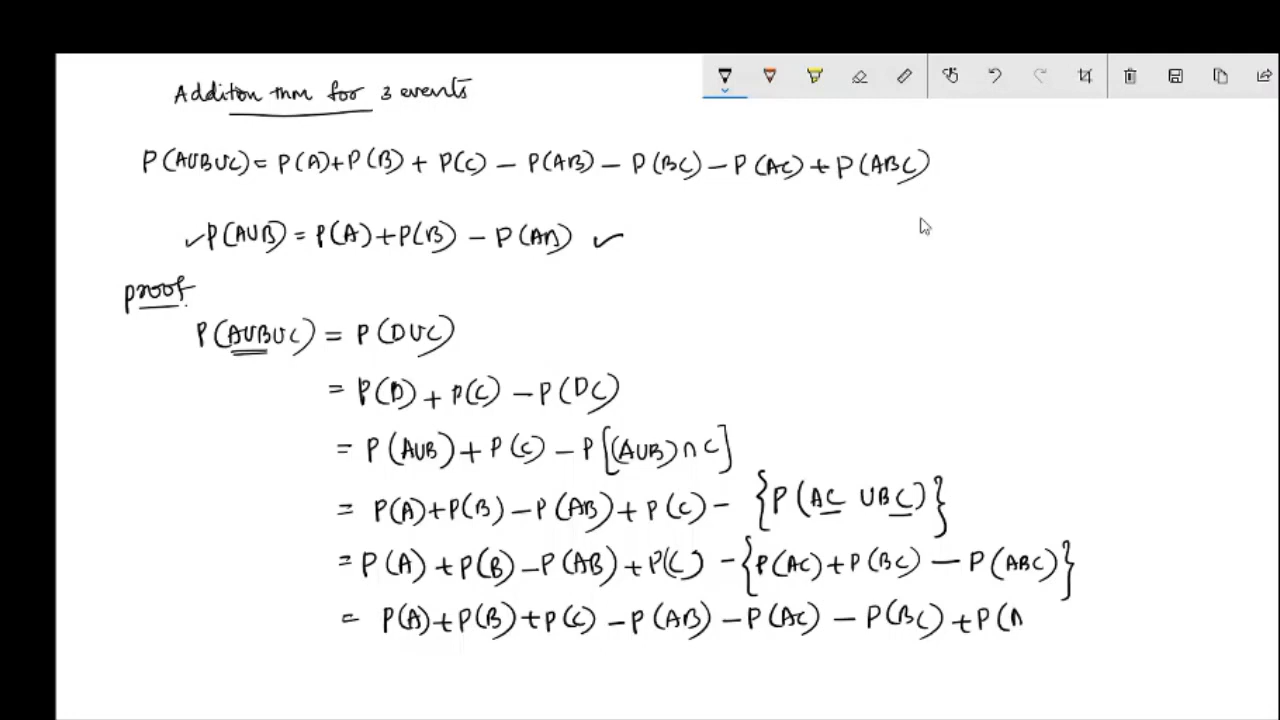 Additon thm for 3 events
P(AUBUC) = P(A)+P(B) + P(C) – P(AB) – P(BC) – P(AC) + P(ABC)
✓P(AUB) = P(A)+P(B) – P(AB) ✓
proof
P(AUBUC) = P(DUC)
= P(D) + P(C) – P(DC)
= P(AUB) + P(C) – P[(AUB)∩C]
= P(A)+P(B) – P(AB) + P(C) – {P(AC UBC)}
= P(A) + P(B) – P(AB) + P(C) – {P(AC) + P(BC) – P(ABC)}
= P(A) + P(B) + P(C) – P(AB) – P(AC) – P(BC) + P(A